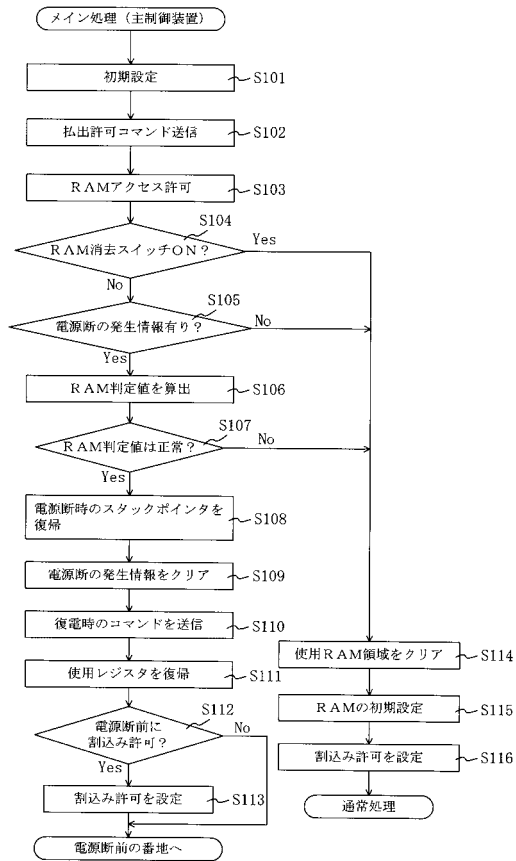 メイン処理（主制御装置）
初期設定
S101
払出許可コマンド送信
S102
ＲＡＭアクセス許可
S103
S104
ＲＡＭ消去スイッチＯＮ？
Yes
No
S105
電源断の発生情報有り？
No
Yes
ＲＡＭ判定値を算出
S106
S107
ＲＡＭ判定値は正常？
No
Yes
電源断時のスタックポインタを
復帰
S108
電源断の発生情報をクリア
S109
復電時のコマンドを送信
S110
使用レジスタを復帰
S111
S112
電源断前に
割込み許可？
No
Yes
割込み許可を設定
S113
電源断前の番地へ
使用ＲＡＭ領域をクリア
S114
ＲＡＭの初期設定
S115
割込み許可を設定
S116
通常処理